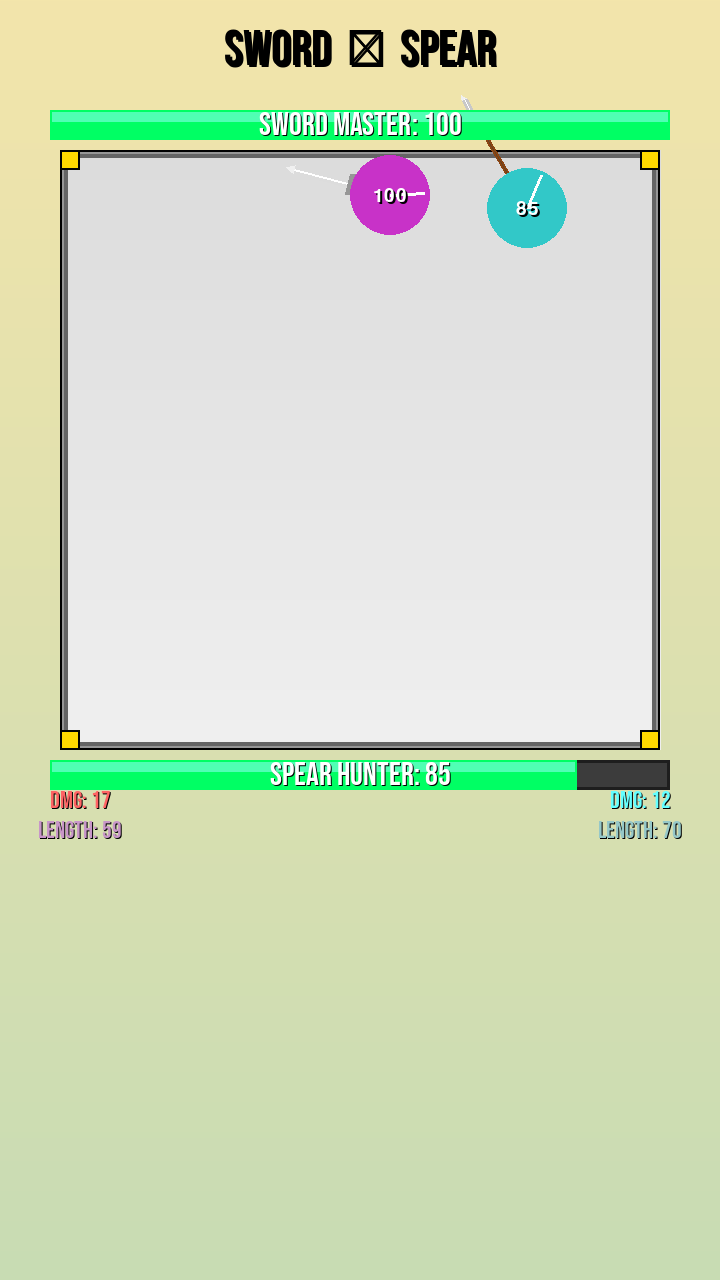 SWORD SPEAR
SWORD MASTER: 100
100
85
SPEAR HUNTER: 85
DMG: 17
DMG: 12
LENGTH: 59
LENGTH: 70